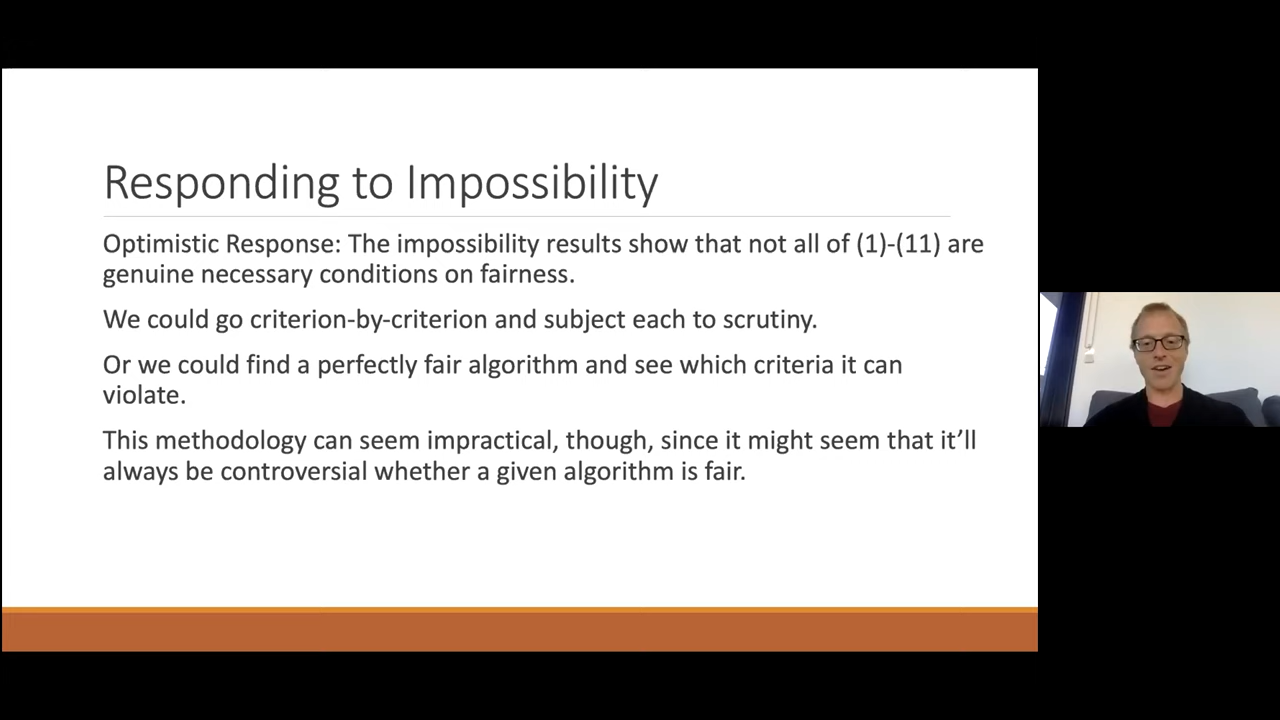 Responding to Impossibility
Optimistic Response: The impossibility results show that not all of (1)-(11) are
genuine necessary conditions on fairness.
We could go criterion-by-criterion and subject each to scrutiny.
Or we could find a perfectly fair algorithm and see which criteria it can
violate.
This methodology can seem impractical, though, since it might seem that it’ll
always be controversial whether a given algorithm is fair.